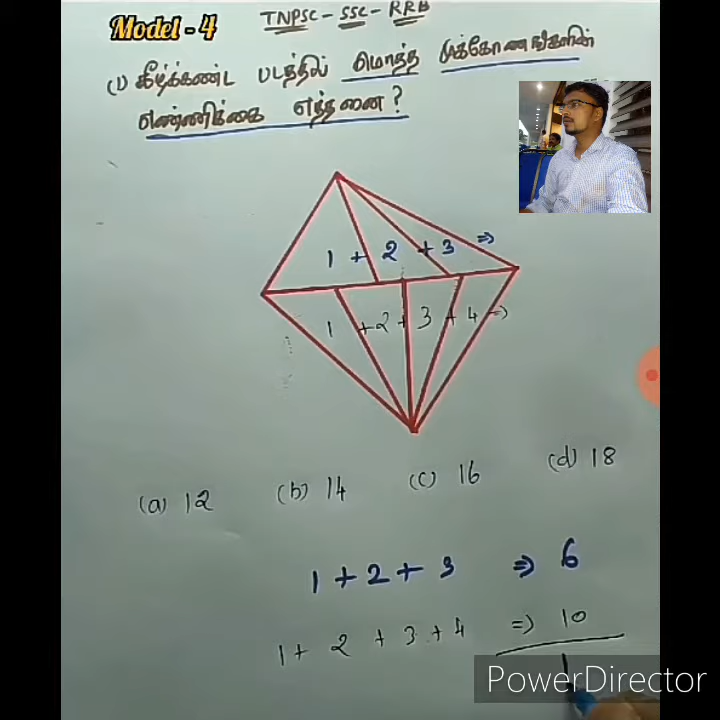 Model - 4
TNPSC - SSC - RRB
(1) கீழ்க்கண்ட படத்தில் மொத்த முக்கோணங்களின்
எண்ணிக்கை எத்தனை?
1 + 2 + 3 ⇒
1 + 2 + 3 + 4 ⇒
(a) 12 (b) 14 (c) 16 (d) 18
1 + 2 + 3 ⇒ 6
1 + 2 + 3 + 4 ⇒ 10
1
PowerDirector